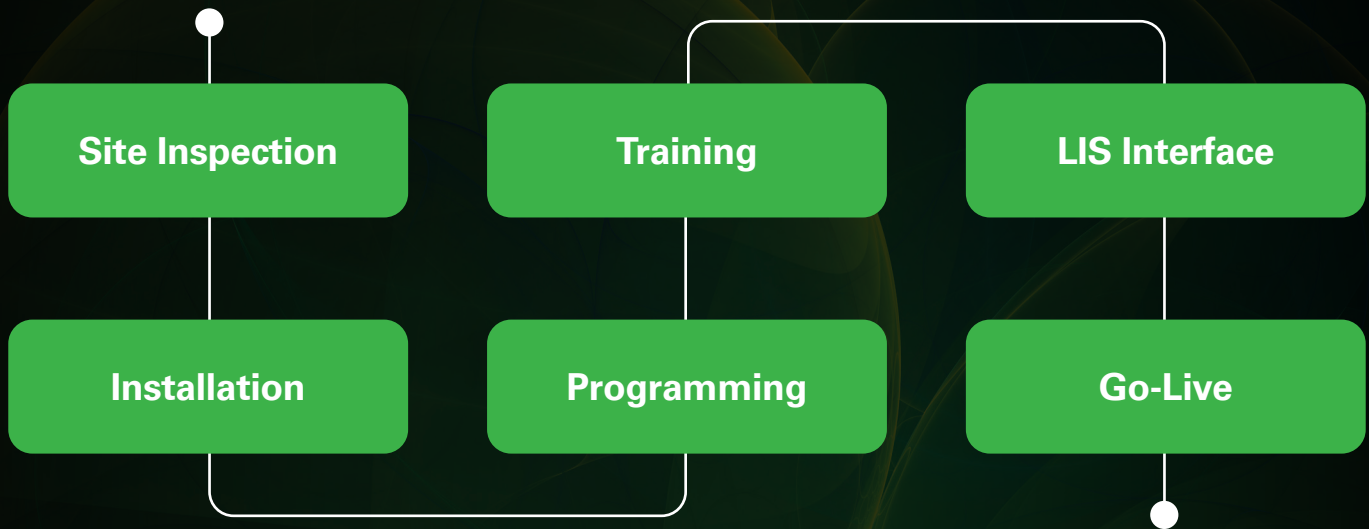 Site Inspection
Installation
Programming
Training
LIS Interface
Go-Live